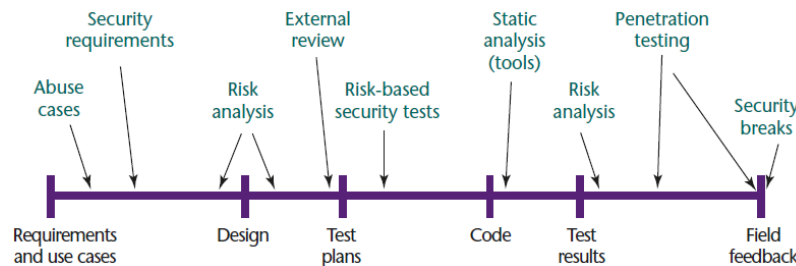 Security
requirements
External
review
Static
analysis
(tools)
Penetration
testing
Abuse
cases
Risk
analysis
Risk-based
security tests
Risk
analysis
Security
breaks
Requirements
and use cases
Design
Test
plans
Code
Test
results
Field
feedback